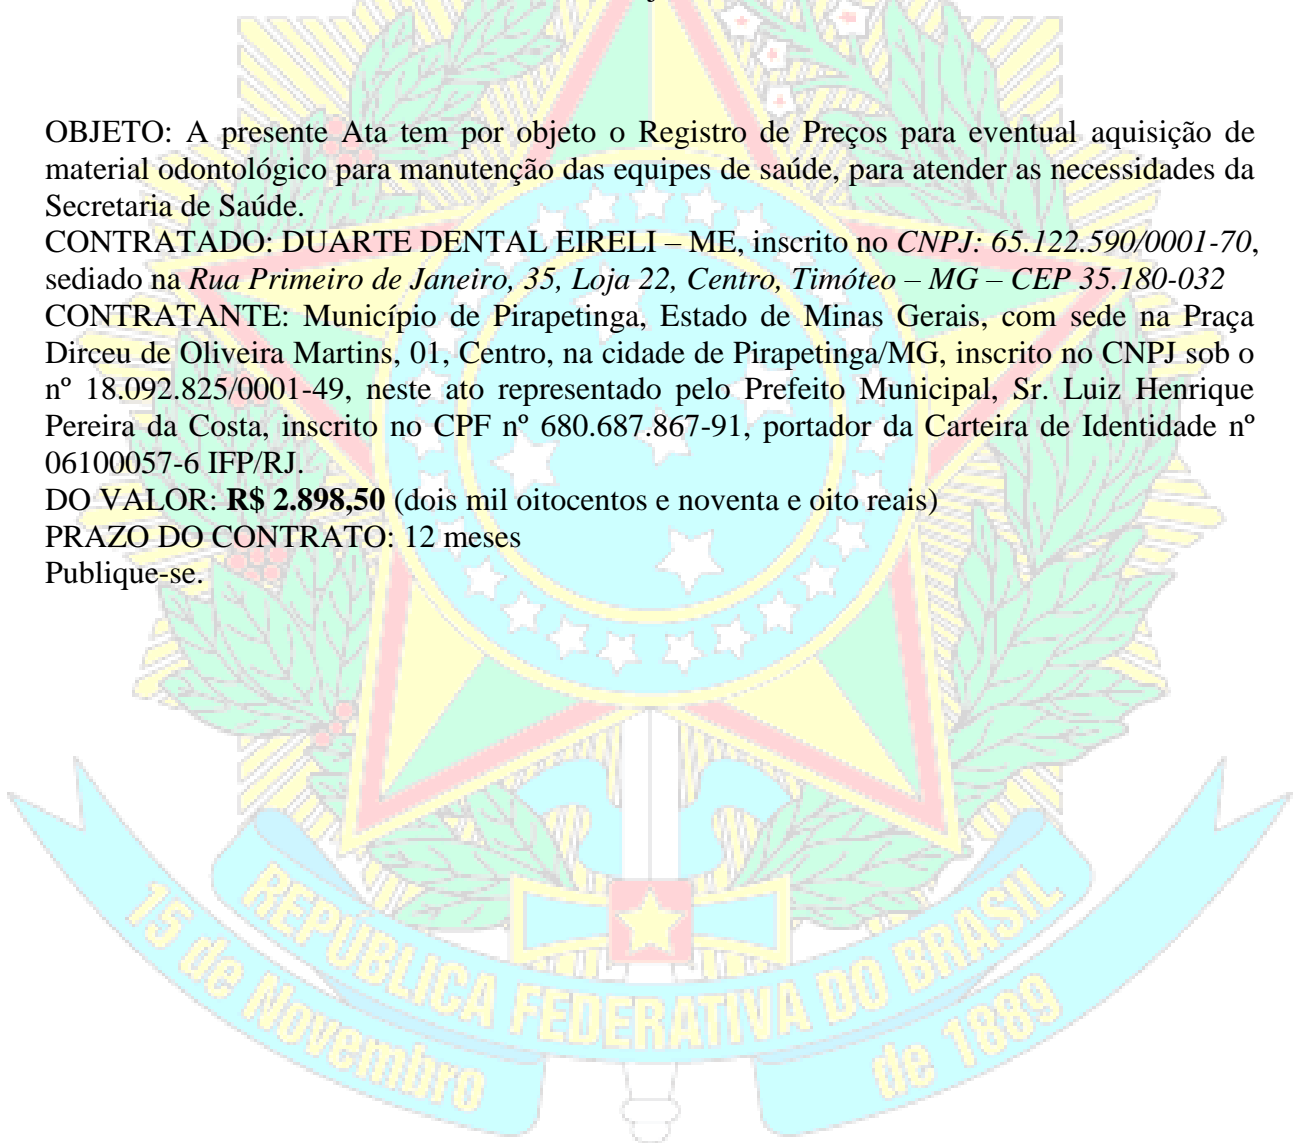 OBJETO: A presente Ata tem por objeto o Registro de Preços para eventual aquisição de
material odontológico para manutenção das equipes de saúde, para atender as necessidades da
Secretaria de Saúde.
CONTRATADO: DUARTE DENTAL EIRELI – ME, inscrito no CNPJ: 65.122.590/0001-70,
sediado na Rua Primeiro de Janeiro, 35, Loja 22, Centro, Timóteo – MG – CEP 35.180-032
CONTRATANTE: Município de Pirapetinga, Estado de Minas Gerais, com sede na Praça
Dirceu de Oliveira Martins, 01, Centro, na cidade de Pirapetinga/MG, inscrito no CNPJ sob o
nº 18.092.825/0001-49, neste ato representado pelo Prefeito Municipal, Sr. Luiz Henrique
Pereira da Costa, inscrito no CPF nº 680.687.867-91, portador da Carteira de Identidade nº
06100057-6 IFP/RJ.
DO VALOR: R$ 2.898,50 (dois mil oitocentos e noventa e oito reais)
PRAZO DO CONTRATO: 12 meses
Publique-se.
REPÚBLICA FEDERATIVA DO BRASIL
15 de Novembro de 1889